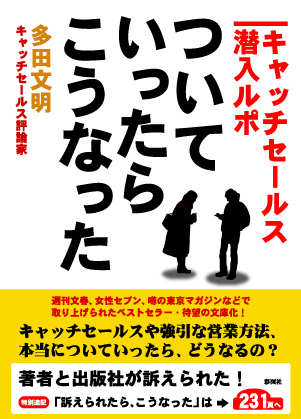 キャッチセールス
潜入ルポ
ついて
いったら
こうなった
多田文明
キャッチセールス評論家
週刊文春、女性セブン、噂の東京マガジンなどで
取り上げられたベストセラー・待望の文庫化！
キャッチセールスや強引な営業方法、
本当についていったら、どうなるの？
著者と出版社が訴えられた！
特別追記 「訴えられたら、こうなった」は➡231頁へ
彩図社